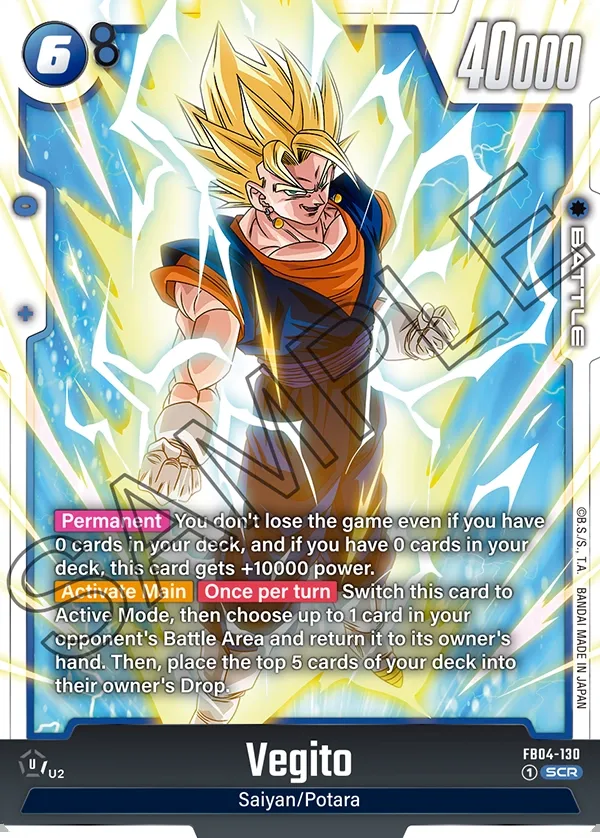 6 8
40000
BATTLE
SAMPLE
Permanent You don't lose the game even if you have
0 cards in your deck, and if you have 0 cards in your
deck, this card gets +10000 power.
Activate Main Once per turn Switch this card to
Active Mode, then choose up to 1 card in your
opponent's Battle Area and return it to its owner's
hand. Then, place the top 5 cards of your deck into
their owner's Drop.
©B.S./S., T.A. BANDAI MADE IN JAPAN
U/U2
Vegito
FB04-130
1 SCR
Saiyan/Potara